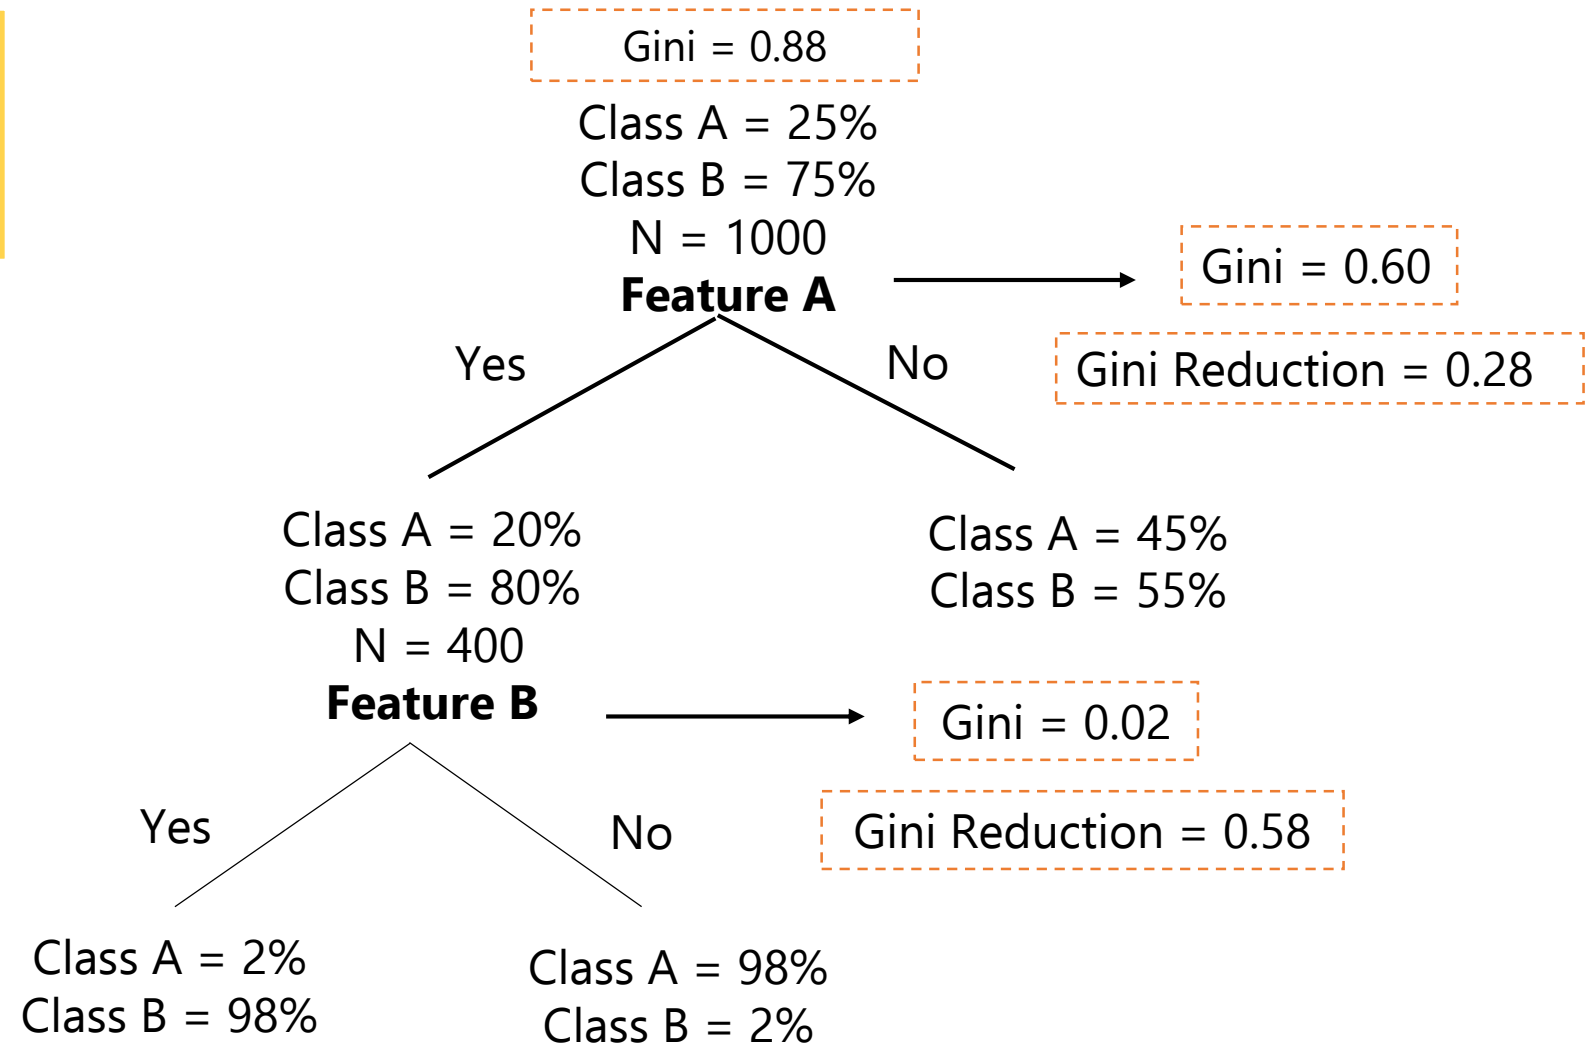 Gini = 0.88
Class A = 25%
Class B = 75%
N = 1000
Feature A
Gini = 0.60
Gini Reduction = 0.28
Yes
No
Class A = 20%
Class B = 80%
N = 400
Feature B
Class A = 45%
Class B = 55%
Gini = 0.02
Gini Reduction = 0.58
Yes
No
Class A = 2%
Class B = 98%
Class A = 98%
Class B = 2%